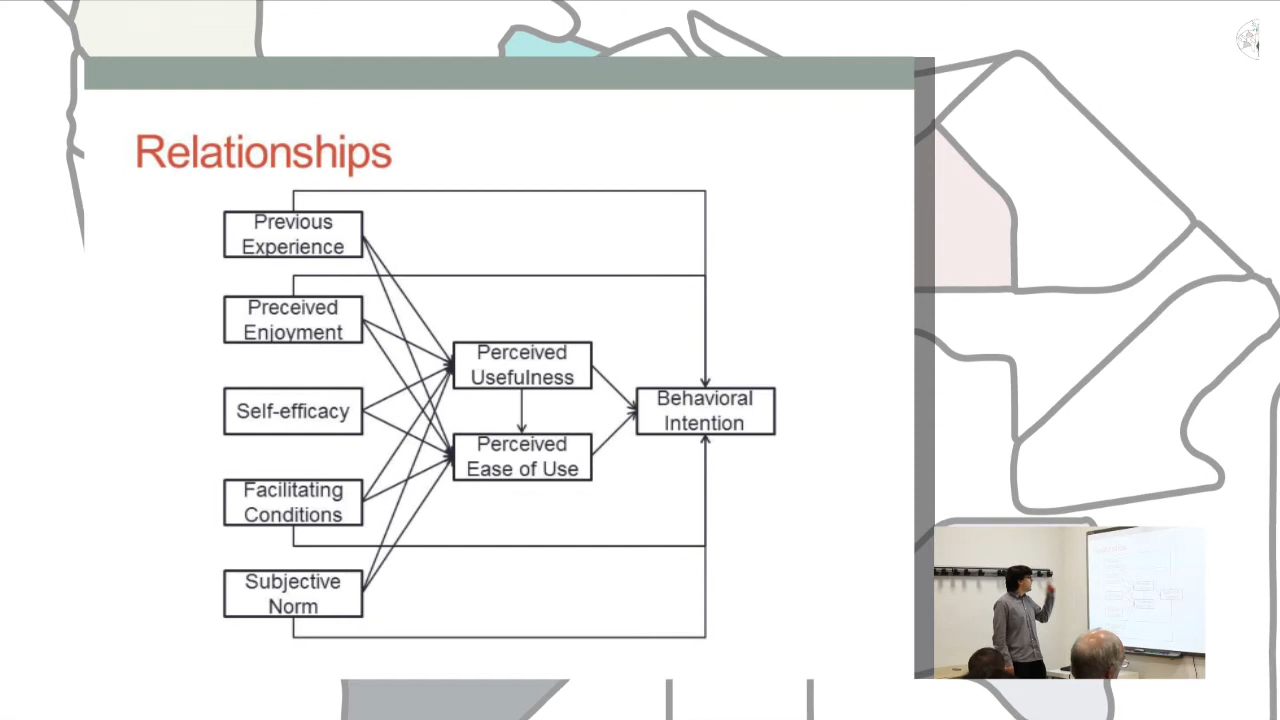 Relationships
Previous
Experience
Preceived
Enjoyment
Self-efficacy
Facilitating
Conditions
Subjective
Norm
Perceived
Usefulness
Perceived
Ease of Use
Behavioral
Intention